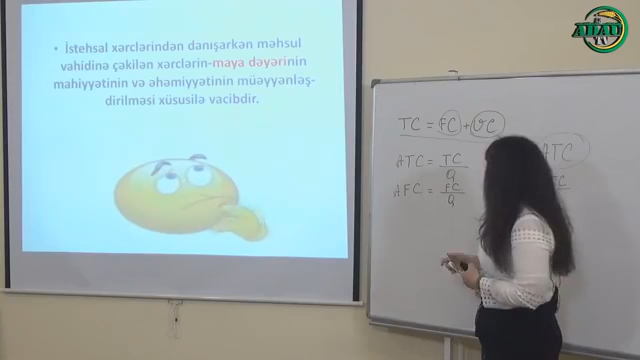 İstehsal xərclərindən danışarkən məhsul
vahidinə çəkilən xərclərin-maya dəyərinin
mahiyyətinin və əhəmiyyətinin müəyyənləş-
dirilməsi xüsusilə vacibdir.
TC = FC + VC
ATC = TC/Q
AFC = FC/Q
ATC
ADAU
TV